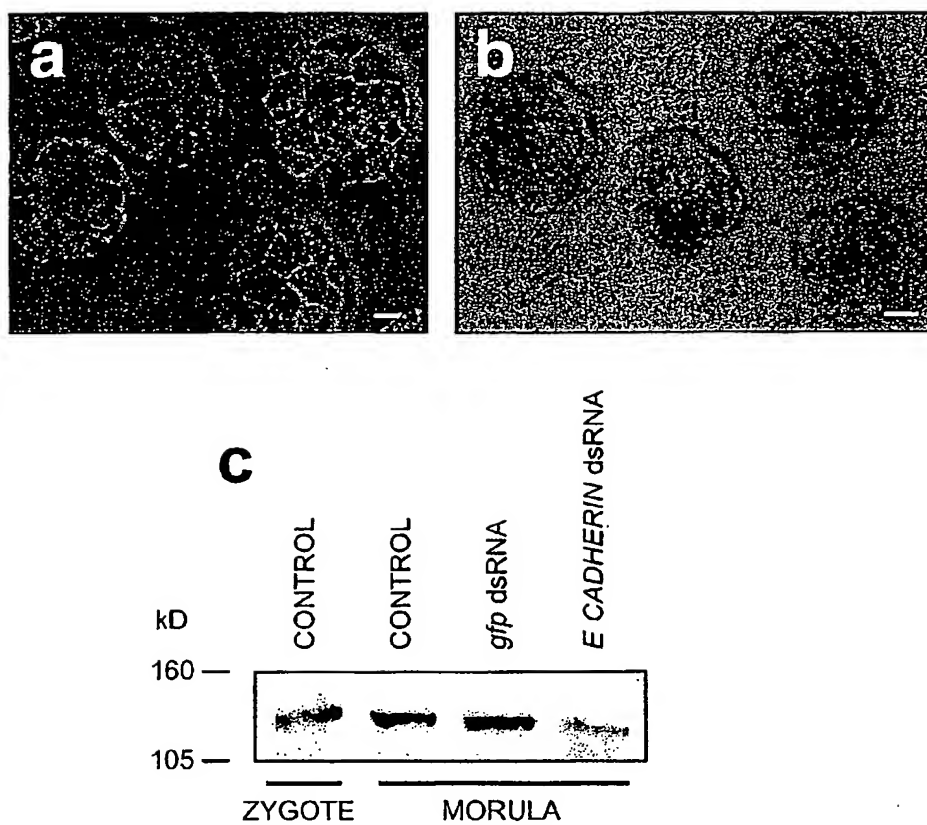 a
b
c
kD
CONTROL
CONTROL
gfp dsRNA
E CADHERIN dsRNA
160
105
ZYGOTE
MORULA